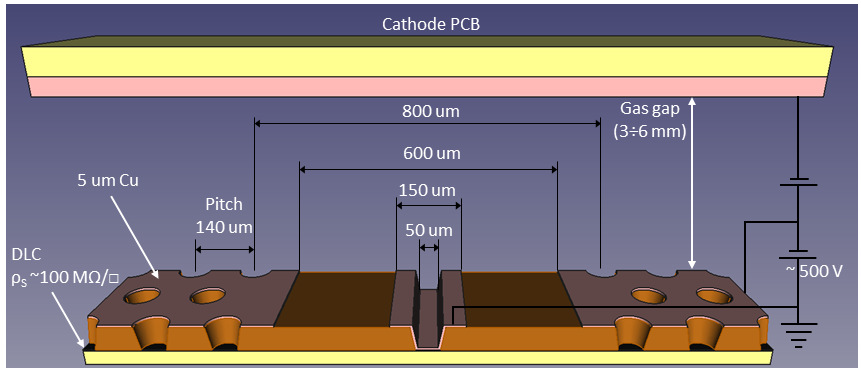 Cathode PCB
800 um
Gas gap
(3÷6 mm)
600 um
5 um Cu
150 um
Pitch
140 um
50 um
DLC
ρS ~100 MΩ/□
~ 500 V